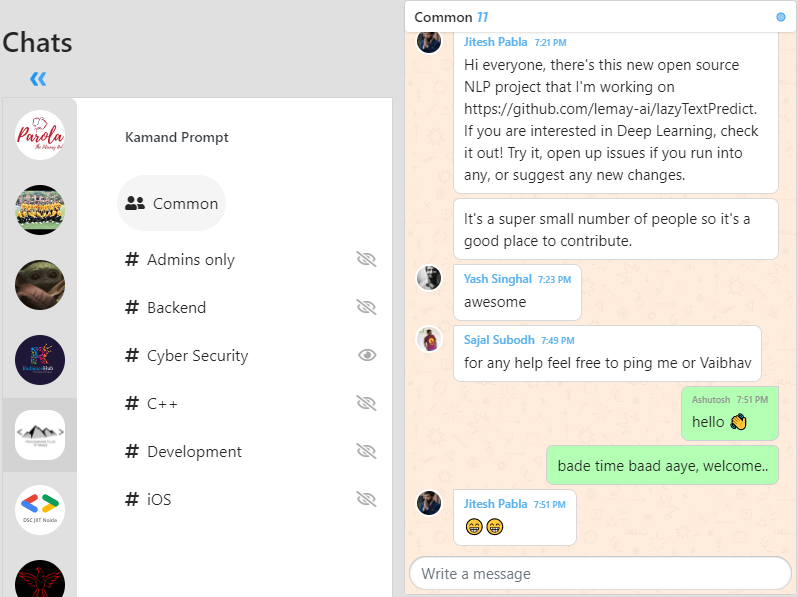 Chats
«
Parola
RadianceHub
DSC JIIT Noida
Kamand Prompt
Common
# Admins only
# Backend
# Cyber Security
# C++
# Development
# iOS
Common 11
Jitesh Pabla 7:21 PM
Hi everyone, there's this new open source
NLP project that I'm working on
https://github.com/lemay-ai/lazyTextPredict.
If you are interested in Deep Learning, check
it out! Try it, open up issues if you run into
any, or suggest any new changes.
It's a super small number of people so it's a
good place to contribute.
Yash Singhal 7:23 PM
awesome
Sajal Subodh 7:49 PM
for any help feel free to ping me or Vaibhav
Ashutosh 7:51 PM
hello 👏
bade time baad aaye, welcome..
Jitesh Pabla 7:51 PM
😁😁
Write a message